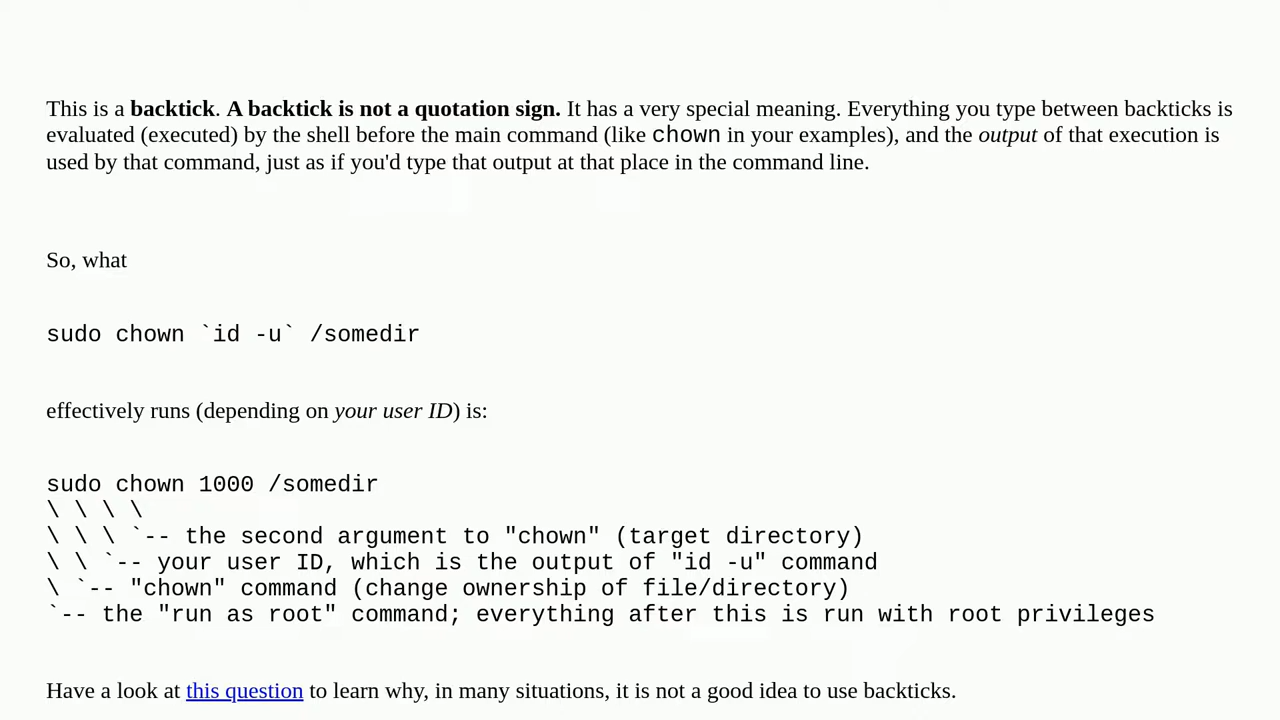 This is a backtick. A backtick is not a quotation sign. It has a very special meaning. Everything you type between backticks is
evaluated (executed) by the shell before the main command (like chown in your examples), and the output of that execution is
used by that command, just as if you'd type that output at that place in the command line.
So, what
sudo chown `id -u` /somedir
effectively runs (depending on your user ID) is:
sudo chown 1000 /somedir
\ \ \ \
\ \ \ `-- the second argument to "chown" (target directory)
\ \ `-- your user ID, which is the output of "id -u" command
\ `-- "chown" command (change ownership of file/directory)
`-- the "run as root" command; everything after this is run with root privileges
Have a look at this question to learn why, in many situations, it is not a good idea to use backticks.